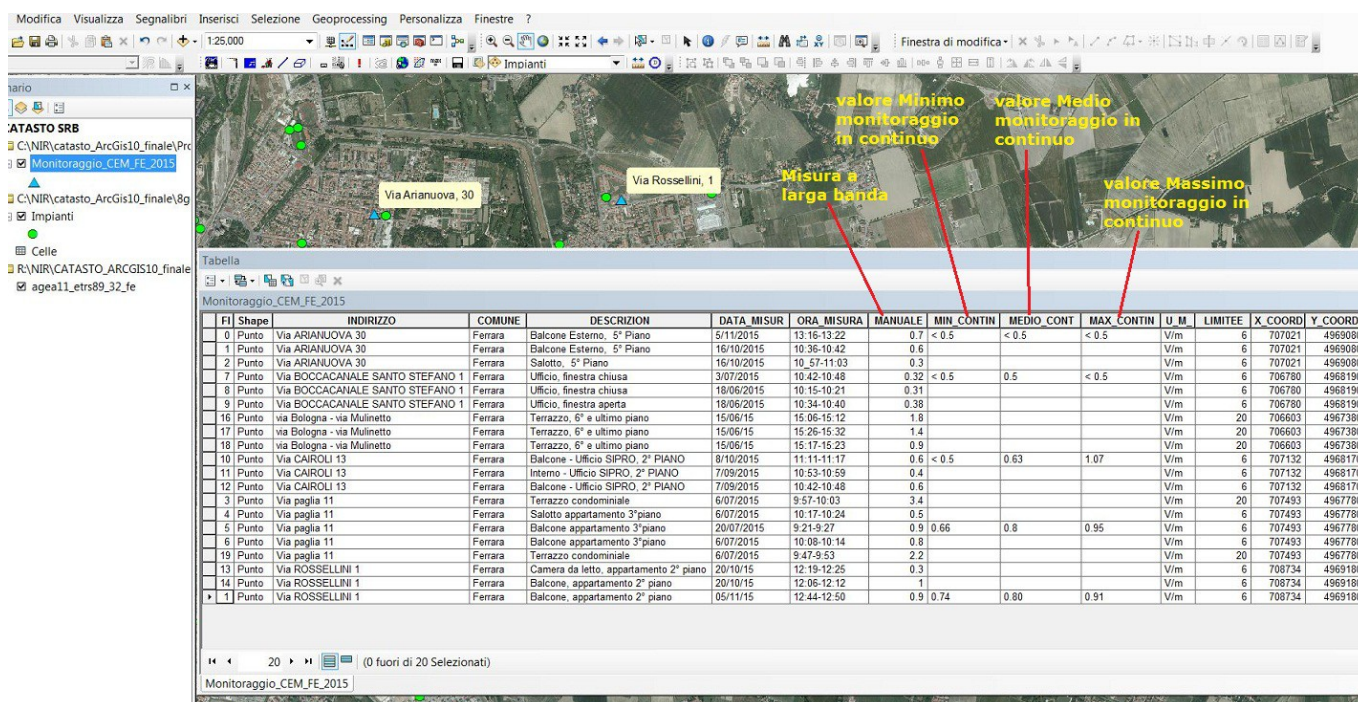 Modifica Visualizza Segnalibri Inserisci Selezione Geoprocessing Personalizza Finestre ?
1:25,000
Finestra di modifica
Impianti
nario
CATASTO SRB
C:\NIR\catasto_ArcGis10_finale\Prc
Monitoraggio_CEM_FE_2015
C:\NIR\catasto_ArcGis10_finale\8g
Impianti
Celle
R:\NIR\CATASTO_ARCGIS10_finale
agea11_etrs89_32_fe
Via Arianuova, 30
Via Rossellini, 1
Misura a
larga banda
valore Minimo
monitoraggio
in continuo
valore Medio
monitoraggio in
continuo
valore Massimo
monitoraggio in
continuo
Tabella
Monitoraggio_CEM_FE_2015
FI Shape INDIRIZZO COMUNE DESCRIZION DATA_MISUR ORA_MISURA MANUALE MIN_CONTIN MEDIO_CONT MAX_CONTIN U_M_ LIMITEE X_COORD Y_COORD
0 Punto Via ARIANUOVA 30 Ferrara Balcone Esterno, 5° Piano 5/11/2015 13:16-13:22 0.7 < 0.5 < 0.5 < 0.5 V/m 6 707021 4969080
1 Punto Via ARIANUOVA 30 Ferrara Balcone Esterno, 5° Piano 16/10/2015 10:36-10:42 0.6 V/m 6 707021 4969080
2 Punto Via ARIANUOVA 30 Ferrara Salotto, 5° Piano 16/10/2015 10_57-11:03 0.3 V/m 6 707021 4969080
7 Punto Via BOCCACANALE SANTO STEFANO 1 Ferrara Ufficio, finestra chiusa 3/07/2015 10:42-10:48 0.32 < 0.5 0.5 < 0.5 V/m 6 706780 4968190
8 Punto Via BOCCACANALE SANTO STEFANO 1 Ferrara Ufficio, finestra chiusa 18/06/2015 10:15-10:21 0.31 V/m 6 706780 4968190
9 Punto Via BOCCACANALE SANTO STEFANO 1 Ferrara Ufficio, finestra aperta 18/06/2015 10:34-10:40 0.38 V/m 6 706780 4968190
16 Punto via Bologna - via Mulinetto Ferrara Terrazzo, 6° e ultimo piano 15/06/15 15:06-15:12 1.8 V/m 20 706603 4967380
17 Punto via Bologna - via Mulinetto Ferrara Terrazzo, 6° e ultimo piano 15/06/15 15:26-15:32 1.4 V/m 20 706603 4967380
18 Punto via Bologna - via Mulinetto Ferrara Terrazzo, 6° e ultimo piano 15/06/15 15:17-15:23 0.9 V/m 20 706603 4967380
10 Punto Via CAIROLI 13 Ferrara Balcone - Ufficio SIPRO, 2° PIANO 8/10/2015 11:11-11:17 0.6 < 0.5 0.63 1.07 V/m 6 707132 4968170
11 Punto Via CAIROLI 13 Ferrara Interno - Ufficio SIPRO, 2° PIANO 7/09/2015 10:53-10:59 0.4 V/m 6 707132 4968170
12 Punto Via CAIROLI 13 Ferrara Balcone - Ufficio SIPRO, 2° PIANO 7/09/2015 10:42-10:48 0.6 V/m 6 707132 4968170
3 Punto Via paglia 11 Ferrara Terrazzo condominiale 6/07/2015 9:57-10:03 3.4 V/m 20 707493 4967780
4 Punto Via paglia 11 Ferrara Salotto appartamento 3°piano 6/07/2015 10:17-10:24 0.5 V/m 6 707493 4967780
5 Punto Via paglia 11 Ferrara Balcone appartamento 3°piano 20/07/2015 9:21-9:27 0.9 0.66 0.8 0.95 V/m 6 707493 4967780
6 Punto Via paglia 11 Ferrara Balcone appartamento 3°piano 6/07/2015 10:08-10:14 0.8 V/m 6 707493 4967780
19 Punto Via paglia 11 Ferrara Terrazzo condominiale 6/07/2015 9:47-9:53 2.2 V/m 20 707493 4967780
13 Punto Via ROSSELLINI 1 Ferrara Camera da letto, appartamento 2° piano 20/10/15 12:19-12:25 0.3 V/m 6 708734 4969180
14 Punto Via ROSSELLINI 1 Ferrara Balcone, appartamento 2° piano 20/10/15 12:06-12:12 1 V/m 6 708734 4969180
1 Punto Via ROSSELLINI 1 Ferrara Balcone, appartamento 2° piano 05/11/15 12:44-12:50 0.9 0.74 0.80 0.91 V/m 6 708734 4969180
20 (0 fuori di 20 Selezionati)
Monitoraggio_CEM_FE_2015